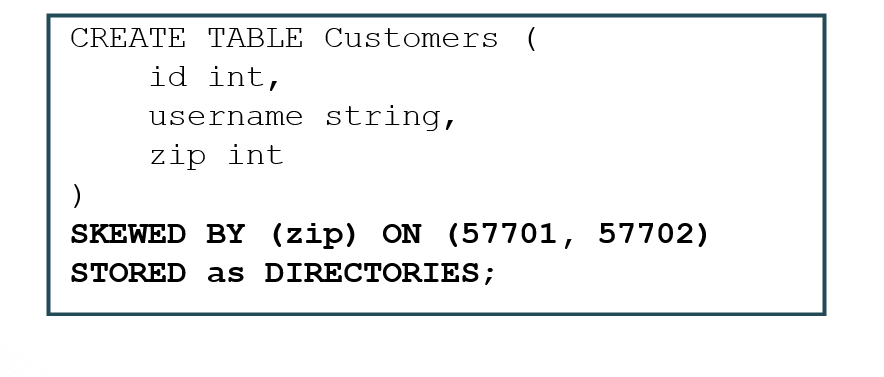 CREATE TABLE Customers (
    id int,
    username string,
    zip int
)
SKEWED BY (zip) ON (57701, 57702)
STORED as DIRECTORIES;